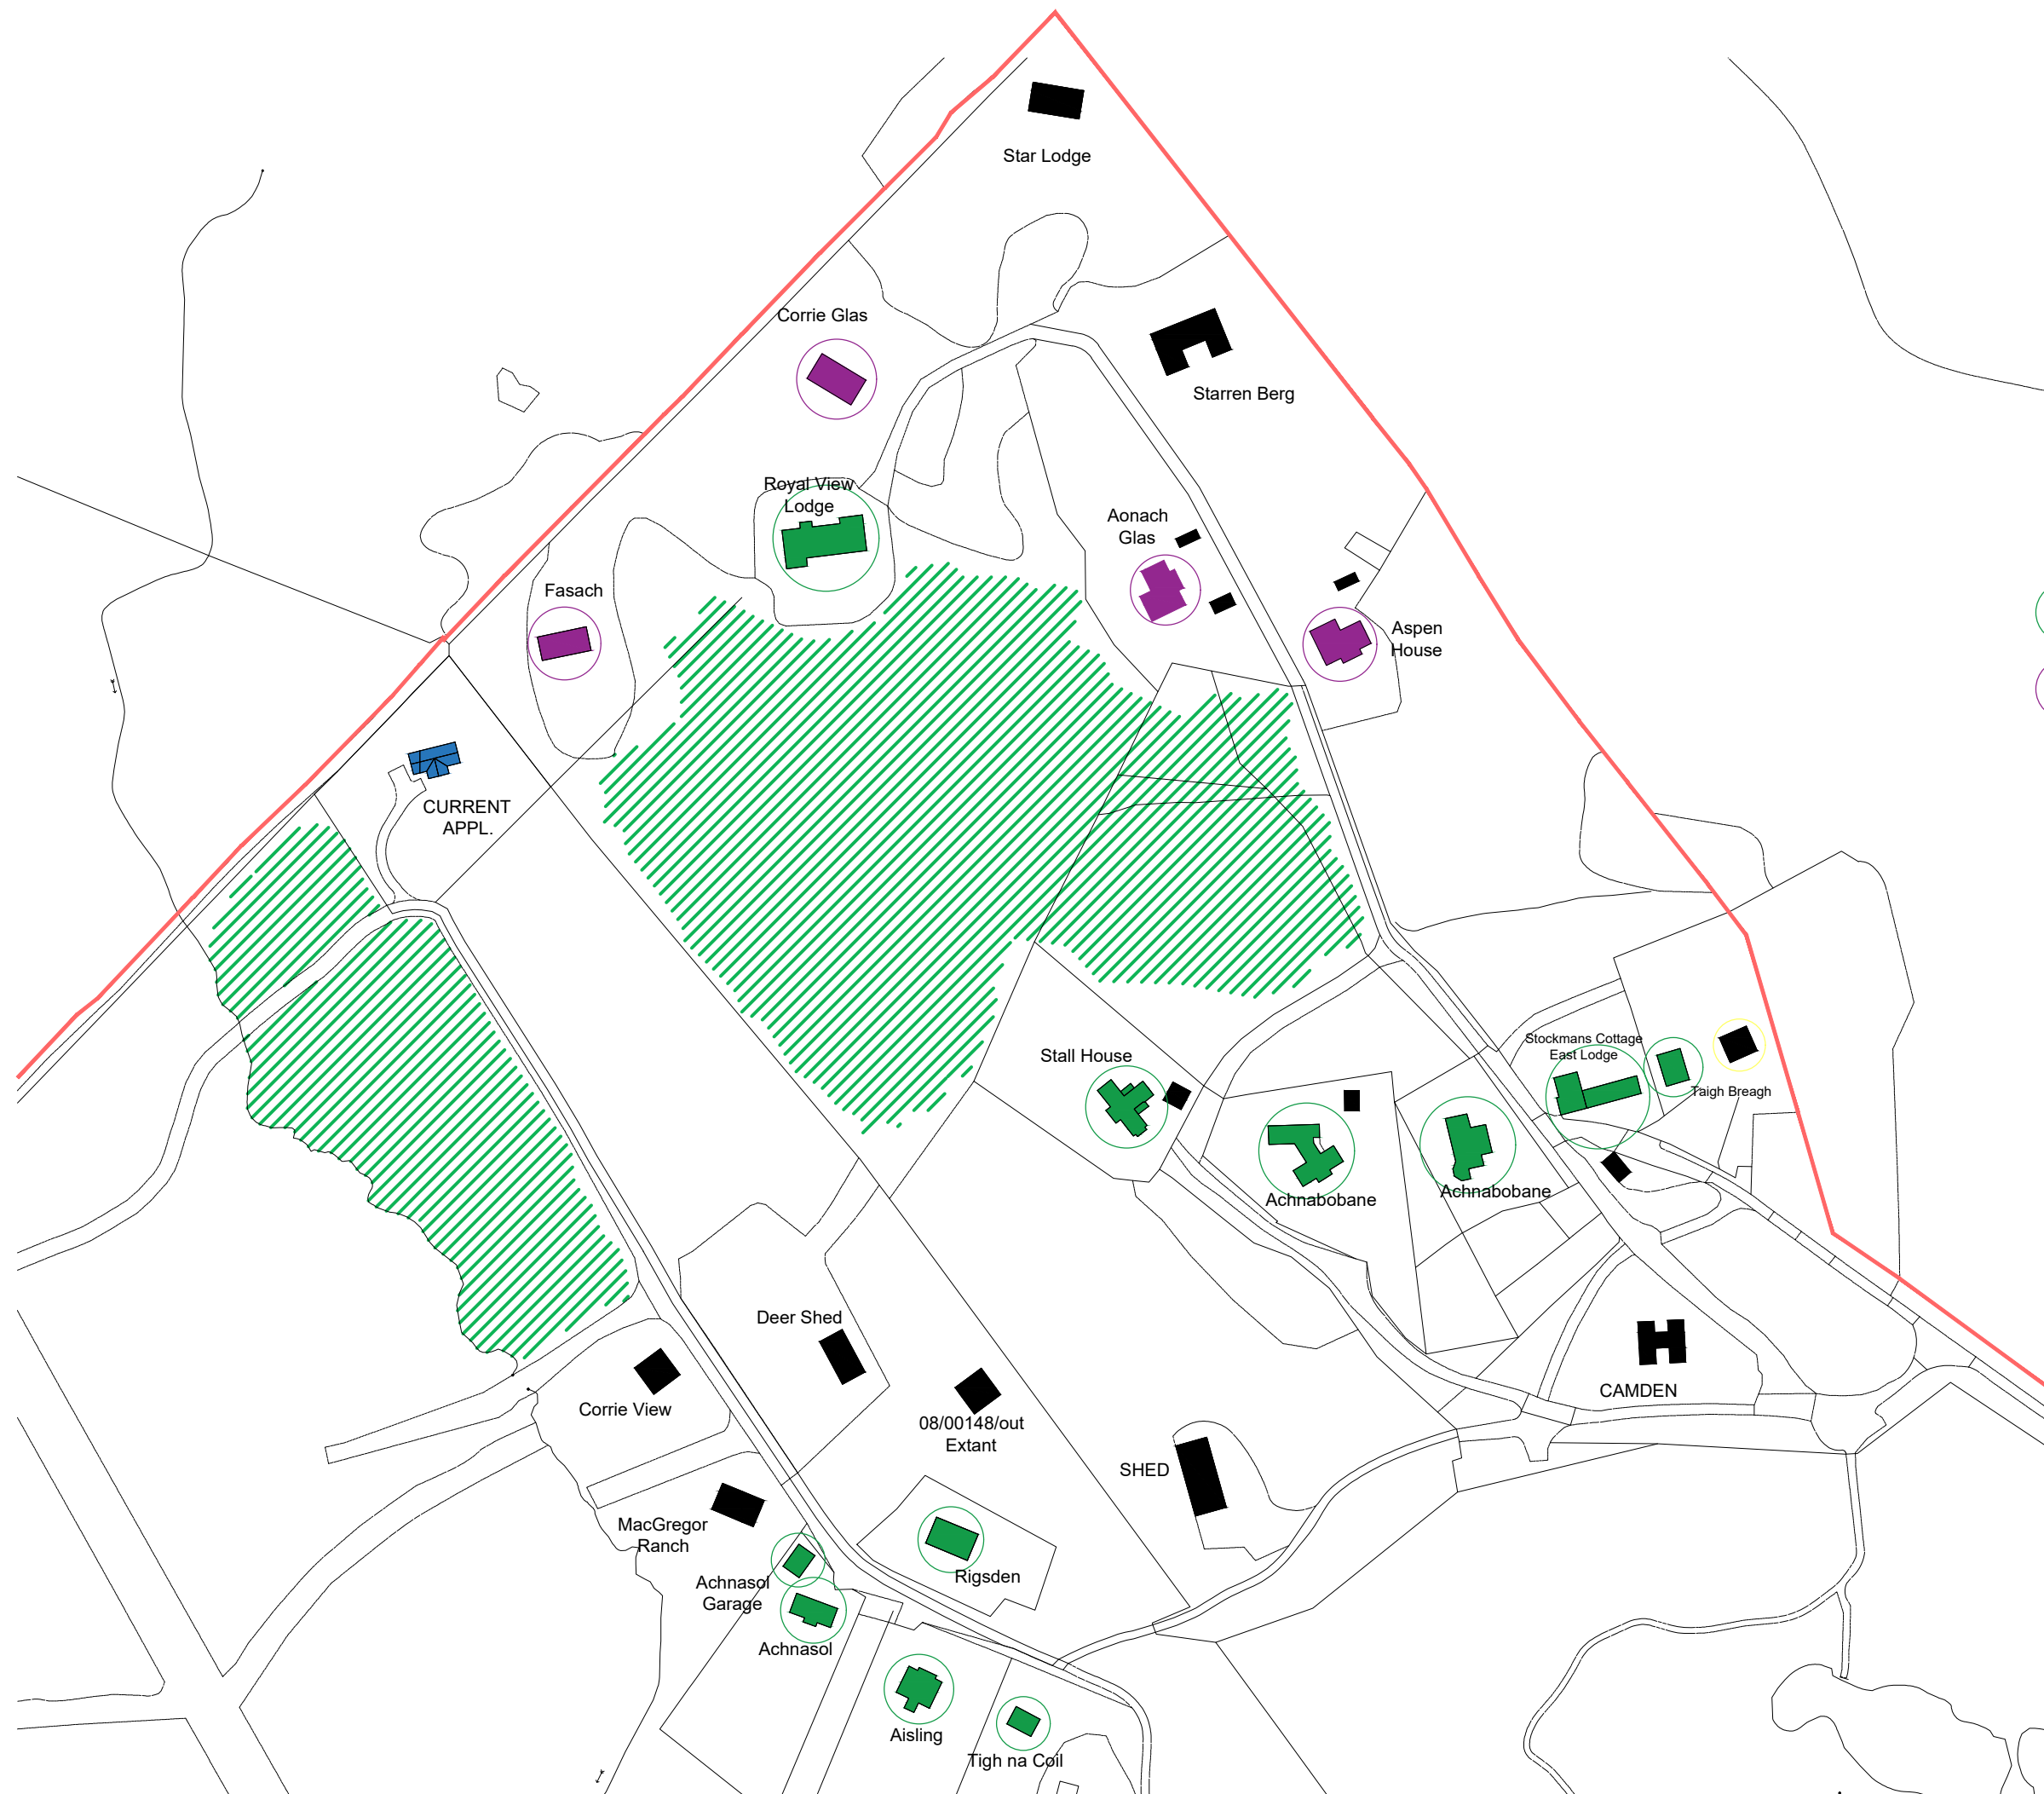 Star Lodge
Corrie Glas
Starren Berg
Royal View
Lodge
Aonach
Glas
Fasach
Aspen
House
CURRENT
APPL.
Stockmans Cottage
East Lodge
Stall House
Taigh Breagh
Achnabobane
Achnabobane
Deer Shed
CAMDEN
Corrie View
08/00148/out
Extant
SHED
MacGregor
Ranch
Rigsden
Achnasol
Garage
Achnasol
Aisling
Tigh na Coil